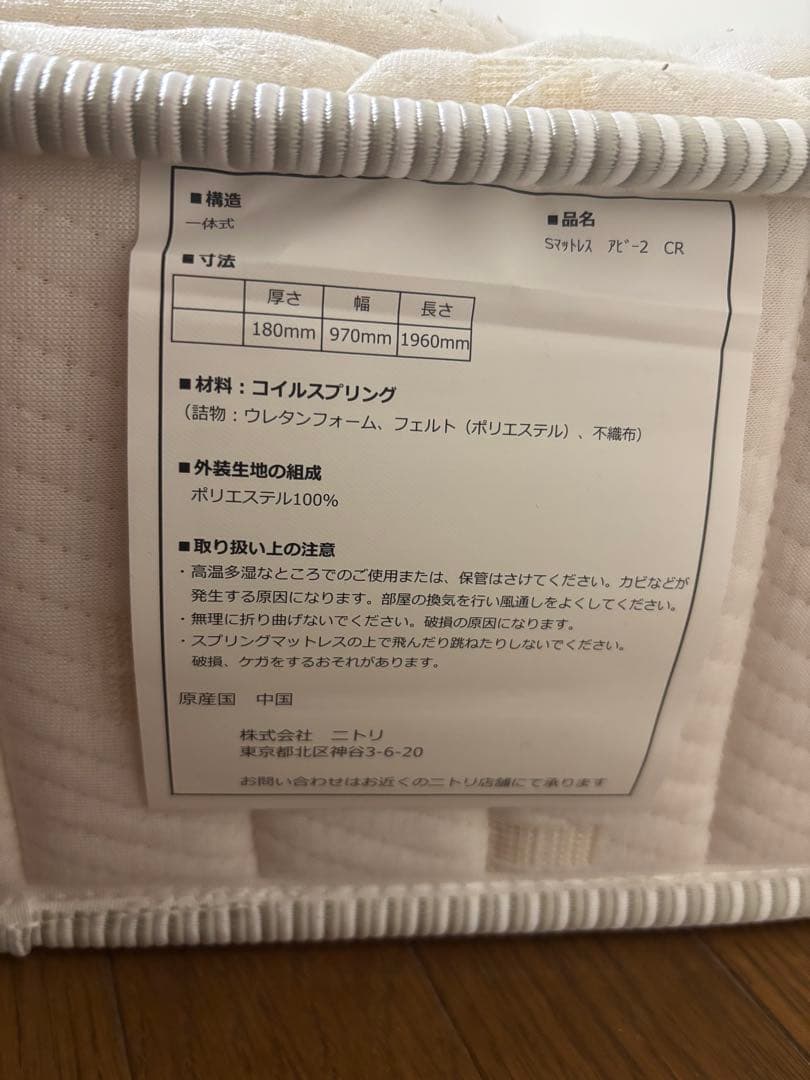 ■構造
一体式
■品名
Sﾏｯﾄﾚｽ ｱﾋﾞｰ2 CR
■寸法
厚さ 幅 長さ
180mm 970mm 1960mm
■材料：コイルスプリング
（詰物：ウレタンフォーム、フェルト（ポリエステル）、不織布）
■外装生地の組成
ポリエステル100%
■取り扱い上の注意
・高温多湿なところでのご使用または、保管はさけてください。カビなどが
発生する原因になります。部屋の換気を行い風通しをよくしてください。
・無理に折り曲げないでください。破損の原因になります。
・スプリングマットレスの上で飛んだり跳ねたりしないでください。
破損、ケガをするおそれがあります。
原産国 中国
株式会社 ニトリ
東京都北区神谷3-6-20
お問い合わせはお近くのニトリ店舗にて承ります